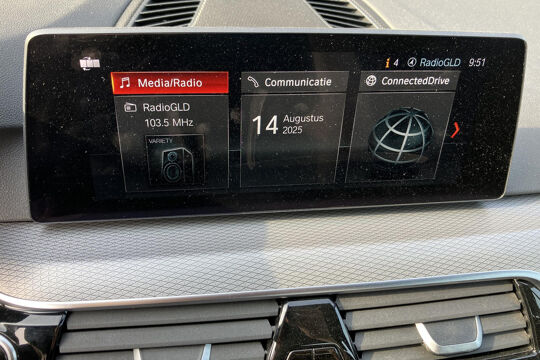 i 4 RadioGLD 9:51
Media/Radio
Communicatie
ConnectedDrive
RadioGLD
103.5 MHz
VARIETY
14 Augustus
2025